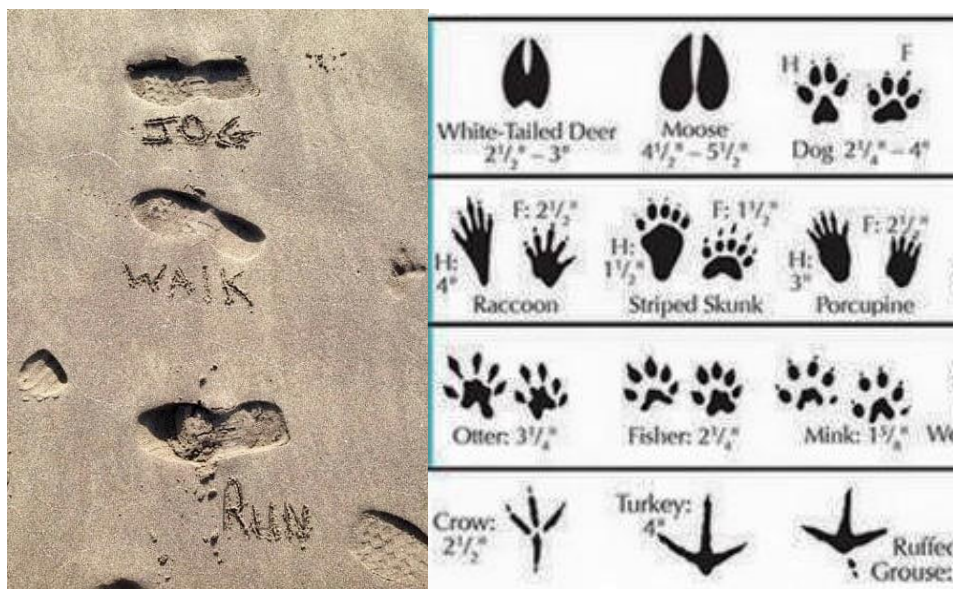 JOG
WALK
RUN
White-Tailed Deer
2 1/2" – 3"
Moose
4 1/2" – 5 1/2"
H
F
Dog 2 1/4" – 4"
H:
4"
F: 2 1/2"
Raccoon
H:
1 1/2"
F: 1 1/2"
Striped Skunk
H:
3"
F: 2 1/2"
Porcupine
Otter: 3 1/4"
Fisher: 2 1/4"
Mink: 1 5/8"
Crow:
2 1/2"
Turkey:
4"
Grouse: